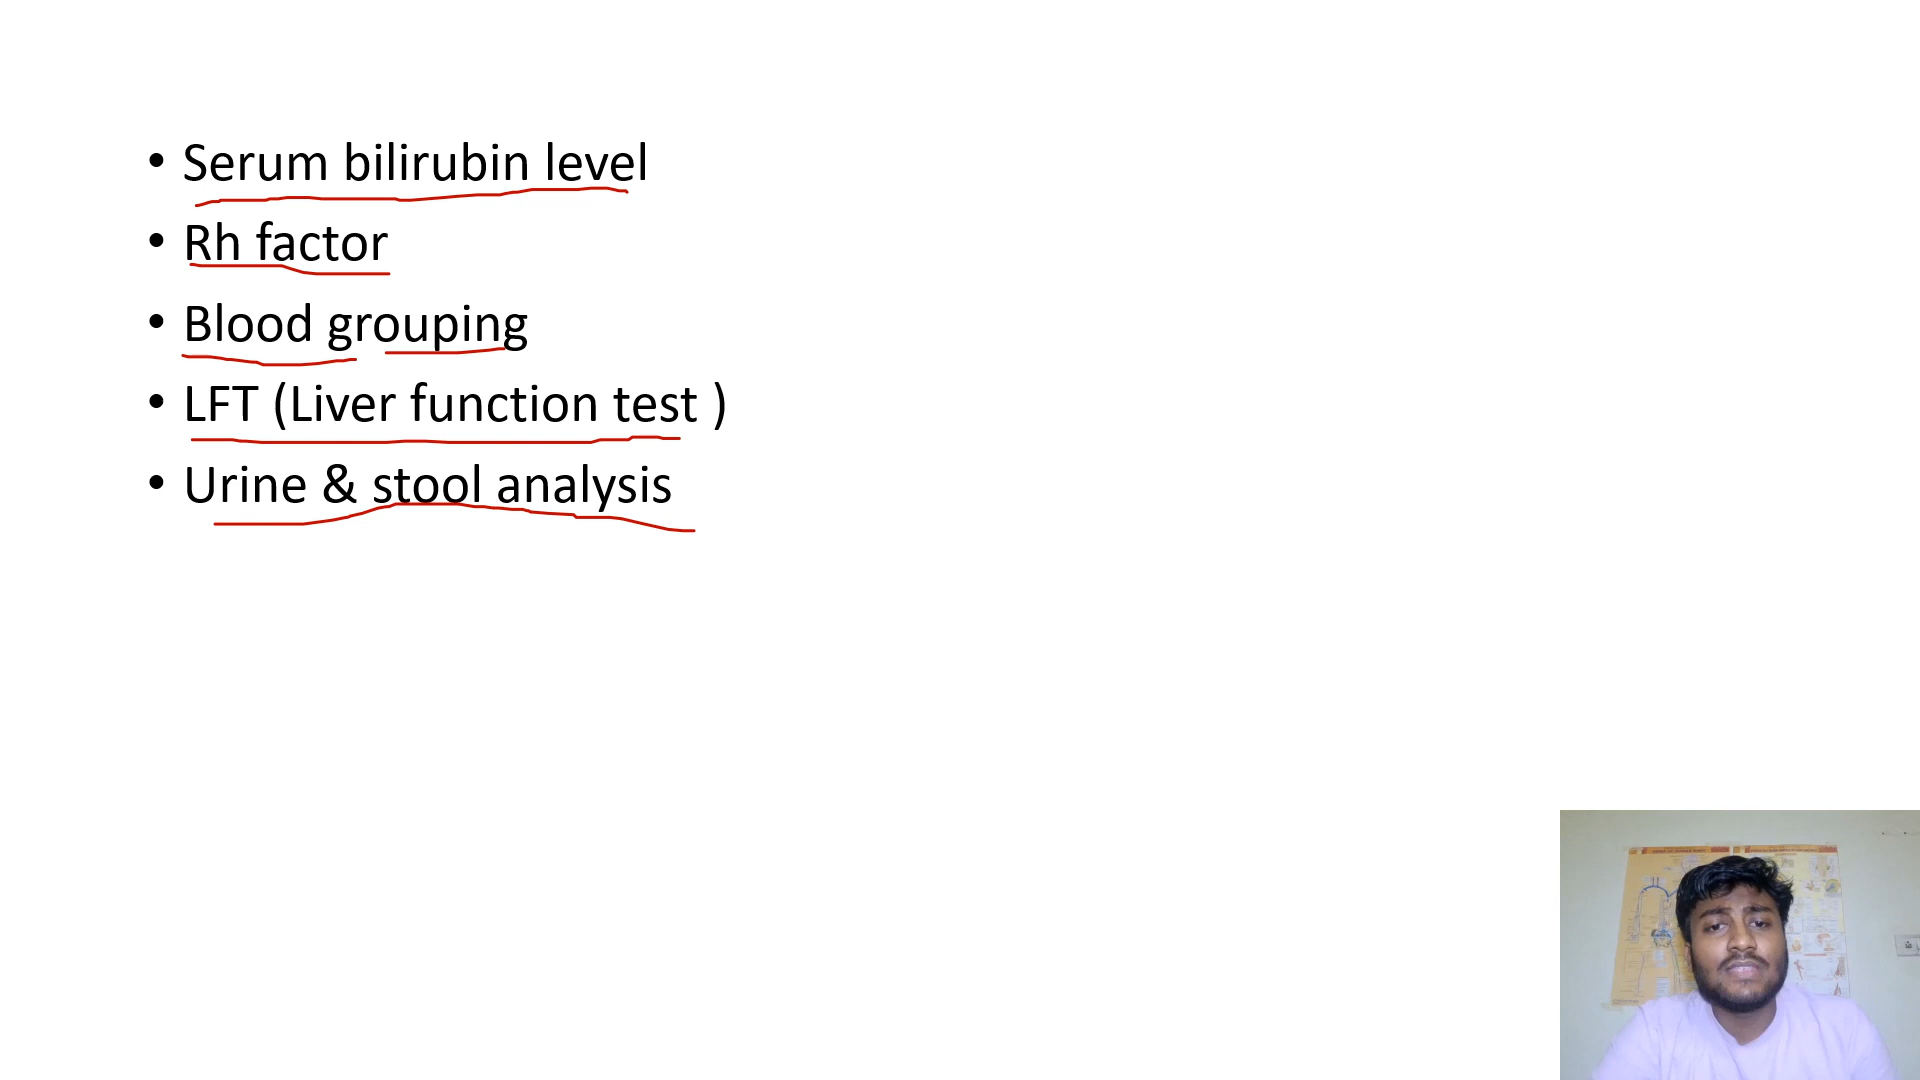 • Serum bilirubin level
• Rh factor
• Blood grouping
• LFT (Liver function test )
• Urine & stool analysis